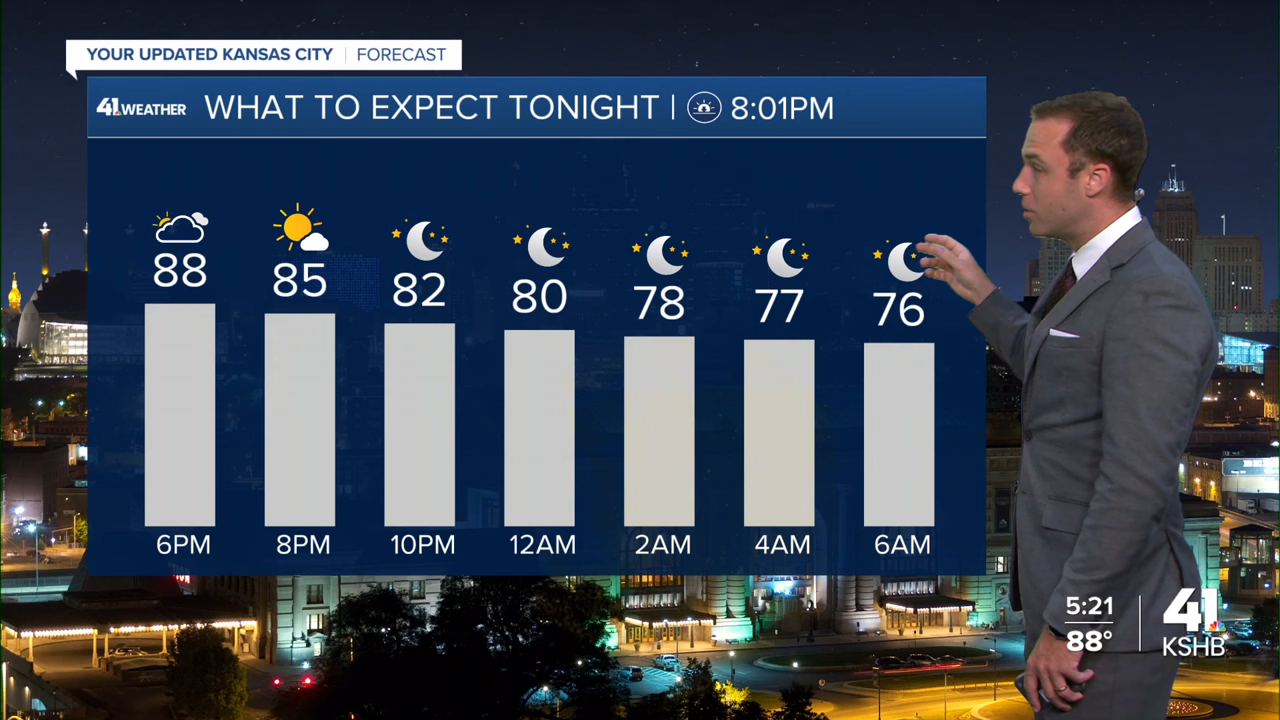 YOUR UPDATED KANSAS CITY | FORECAST
41 WEATHER WHAT TO EXPECT TONIGHT | 8:01PM
88 85 82 80 78 77 76
6PM 8PM 10PM 12AM 2AM 4AM 6AM
5:21
88°
41
KSHB